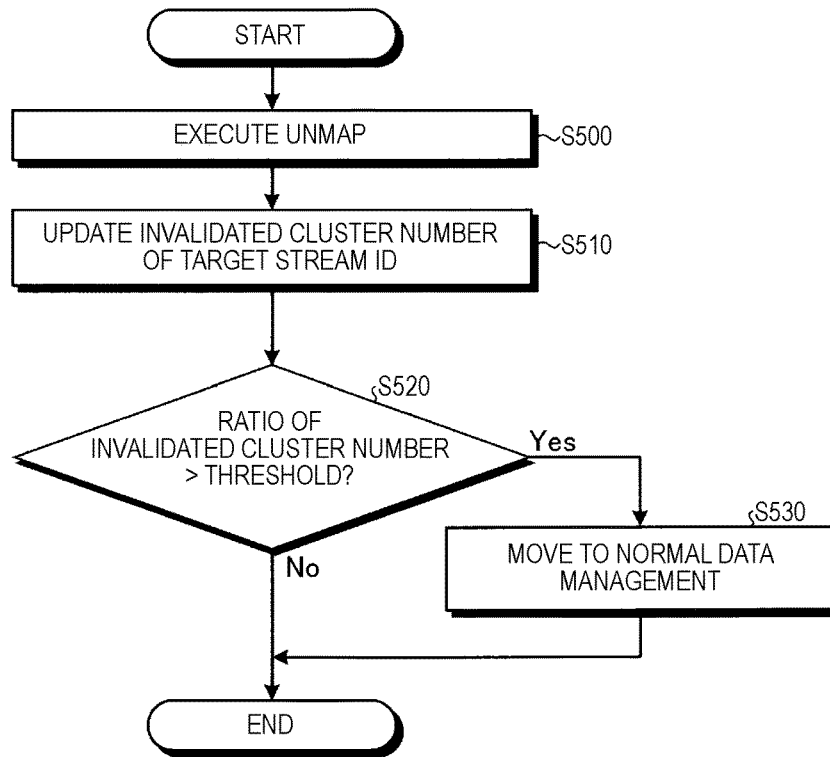 START
EXECUTE UNMAP
S500
UPDATE INVALIDATED CLUSTER NUMBER
OF TARGET STREAM ID
S510
S520
RATIO OF
INVALIDATED CLUSTER NUMBER
> THRESHOLD?
Yes
S530
MOVE TO NORMAL DATA
MANAGEMENT
No
END